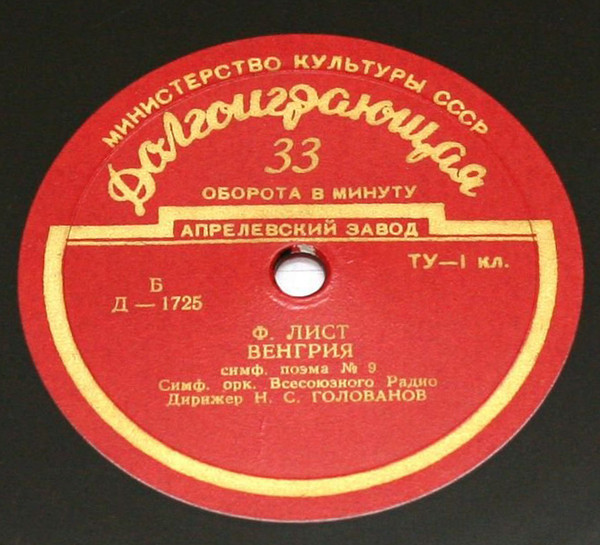 МИНИСТЕРСТВО КУЛЬТУРЫ СССР
Долгоиграющая
33
ОБОРОТА В МИНУТУ
АПРЕЛЕВСКИЙ ЗАВОД
ТУ—1 кл.
Б
Д — 1725
Ф. ЛИСТ
ВЕНГРИЯ
симф. поэма № 9
Симф. орк. Всесоюзного Радио
Дирижер Н. С. ГОЛОВАНОВ